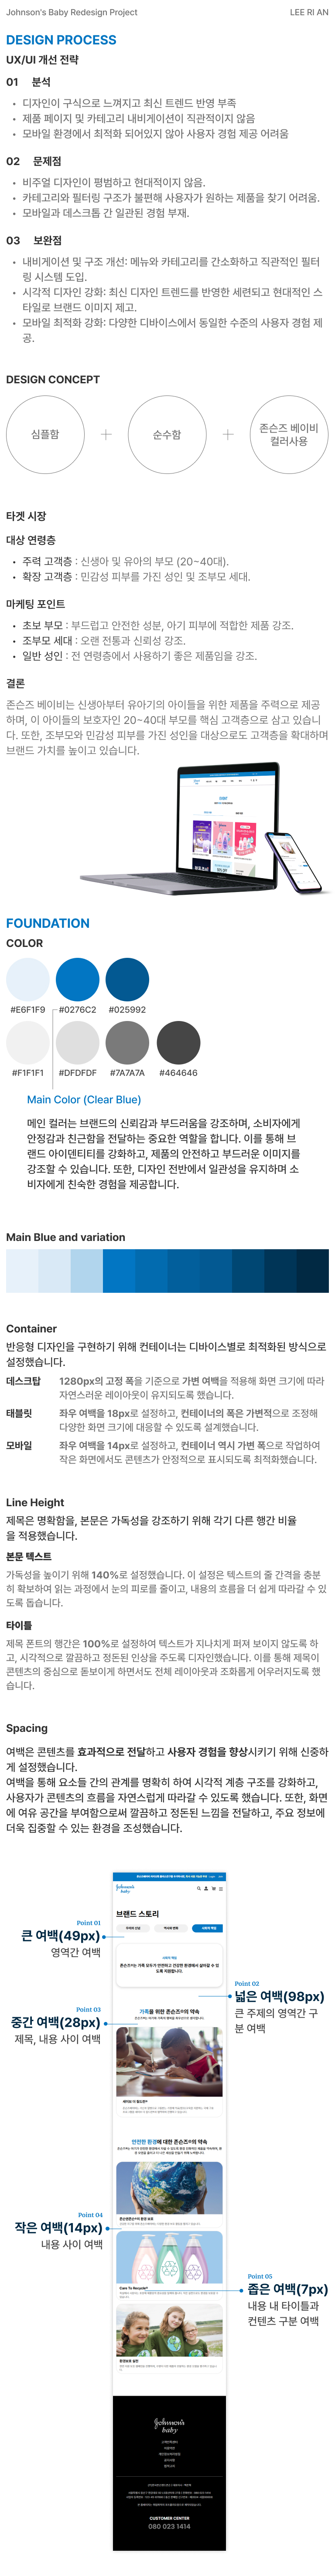 Johnson's Baby Redesign Project
LEE RI AN
DESIGN PROCESS
UX/UI 개선 전략
01 분석
• 디자인이 구식으로 느껴지고 최신 트렌드 반영 부족
• 제품 페이지 및 카테고리 내비게이션이 직관적이지 않음
• 모바일 환경에서 최적화 되어있지 않아 사용자 경험 제공 어려움
02 문제점
• 비주얼 디자인이 평범하고 현대적이지 않음.
• 카테고리와 필터링 구조가 불편해 사용자가 원하는 제품을 찾기 어려움.
• 모바일과 데스크톱 간 일관된 경험 부재.
03 보완점
• 내비게이션 및 구조 개선: 메뉴와 카테고리를 간소화하고 직관적인 필터
링 시스템 도입.
• 시각적 디자인 강화: 최신 디자인 트렌드를 반영한 세련되고 현대적인 스
타일로 브랜드 이미지 제고.
• 모바일 최적화 강화: 다양한 디바이스에서 동일한 수준의 사용자 경험 제
공.
DESIGN CONCEPT
심플함
+
순수함
+
존슨즈 베이비
컬러사용
타겟 시장
대상 연령층
• 주력 고객층 : 신생아 및 유아의 부모 (20~40대).
• 확장 고객층 : 민감성 피부를 가진 성인 및 조부모 세대.
마케팅 포인트
• 초보 부모 : 부드럽고 안전한 성분, 아기 피부에 적합한 제품 강조.
• 조부모 세대 : 오랜 전통과 신뢰성 강조.
• 일반 성인 : 전 연령층에서 사용하기 좋은 제품임을 강조.
결론
존슨즈 베이비는 신생아부터 유아기의 아이들을 위한 제품을 주력으로 제공
하며, 이 아이들의 보호자인 20~40대 부모를 핵심 고객층으로 삼고 있습니
다. 또한, 조부모와 민감성 피부를 가진 성인을 대상으로도 고객층을 확대하며
브랜드 가치를 높이고 있습니다.
FOUNDATION
COLOR
#E6F1F9
#0276C2
#025992
#F1F1F1
#DFDFDF
#7A7A7A
#464646
Main Color (Clear Blue)
메인 컬러는 브랜드의 신뢰감과 부드러움을 강조하며, 소비자에게
안정감과 친근함을 전달하는 중요한 역할을 합니다. 이를 통해 브
랜드 아이덴티티를 강화하고, 제품의 안전하고 부드러운 이미지를
강조할 수 있습니다. 또한, 디자인 전반에서 일관성을 유지하며 소
비자에게 친숙한 경험을 제공합니다.
Main Blue and variation
Container
반응형 디자인을 구현하기 위해 컨테이너는 디바이스별로 최적화된 방식으로
설정했습니다.
데스크탑
1280px의 고정 폭을 기준으로 가변 여백을 적용해 화면 크기에 따라
자연스러운 레이아웃이 유지되도록 했습니다.
태블릿
좌우 여백을 18px로 설정하고, 컨테이너의 폭은 가변적으로 조정해
다양한 화면 크기에 대응할 수 있도록 설계했습니다.
모바일
좌우 여백을 14px로 설정하고, 컨테이너 역시 가변 폭으로 작업하여
작은 화면에서도 콘텐츠가 안정적으로 표시되도록 최적화했습니다.
Line Height
제목은 명확함을, 본문은 가독성을 강조하기 위해 각기 다른 행간 비율
을 적용했습니다.
본문 텍스트
가독성을 높이기 위해 140%로 설정했습니다. 이 설정은 텍스트의 줄 간격을 충분
히 확보하여 읽는 과정에서 눈의 피로를 줄이고, 내용의 흐름을 더 쉽게 따라갈 수 있
도록 돕습니다.
타이틀
제목 폰트의 행간은 100%로 설정하여 텍스트가 지나치게 퍼져 보이지 않도록 하
고, 시각적으로 깔끔하고 정돈된 인상을 주도록 디자인했습니다. 이를 통해 제목이
콘텐츠의 중심으로 돋보이게 하면서도 전체 레이아웃과 조화롭게 어우러지도록 했
습니다.
Spacing
여백은 콘텐츠를 효과적으로 전달하고 사용자 경험을 향상시키기 위해 신중하
게 설정했습니다.
여백을 통해 요소들 간의 관계를 명확히 하여 시각적 계층 구조를 강화하고,
사용자가 콘텐츠의 흐름을 자연스럽게 따라갈 수 있도록 했습니다. 또한, 화면
에 여유 공간을 부여함으로써 깔끔하고 정돈된 느낌을 전달하고, 주요 정보에
더욱 집중할 수 있는 환경을 조성했습니다.
Johnson's
baby
브랜드 스토리
Point 01
큰 여백(49px)
영역간 여백
Point 02
넓은 여백(98px)
큰 주제의 영역간 구
분 여백
가족을 위한 존슨즈®의 약속
Point 03
중간 여백(28px)
제목, 내용 사이 여백
안전한 환경에 대한 존슨즈®의 약속
Point 04
작은 여백(14px)
내용 사이 여백
Care To Recycle®
Point 05
좁은 여백(7px)
내용 내 타이틀과
컨텐츠 구분 여백
Johnson's
baby
CUSTOMER CENTER
080 023 1414